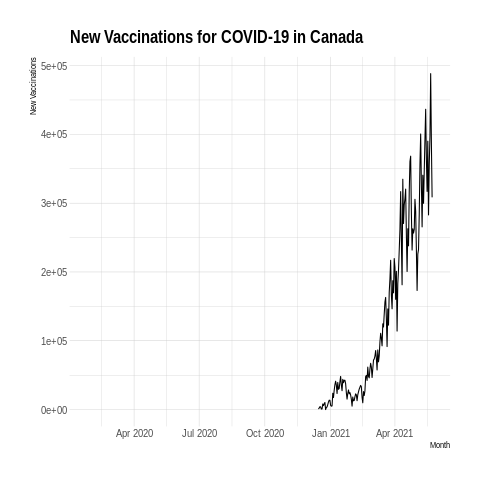 New Vaccinations for COVID-19 in Canada
New Vaccinations
5e+05
4e+05
3e+05
2e+05
1e+05
0e+00
Apr 2020 Jul 2020 Oct 2020 Jan 2021 Apr 2021
Month